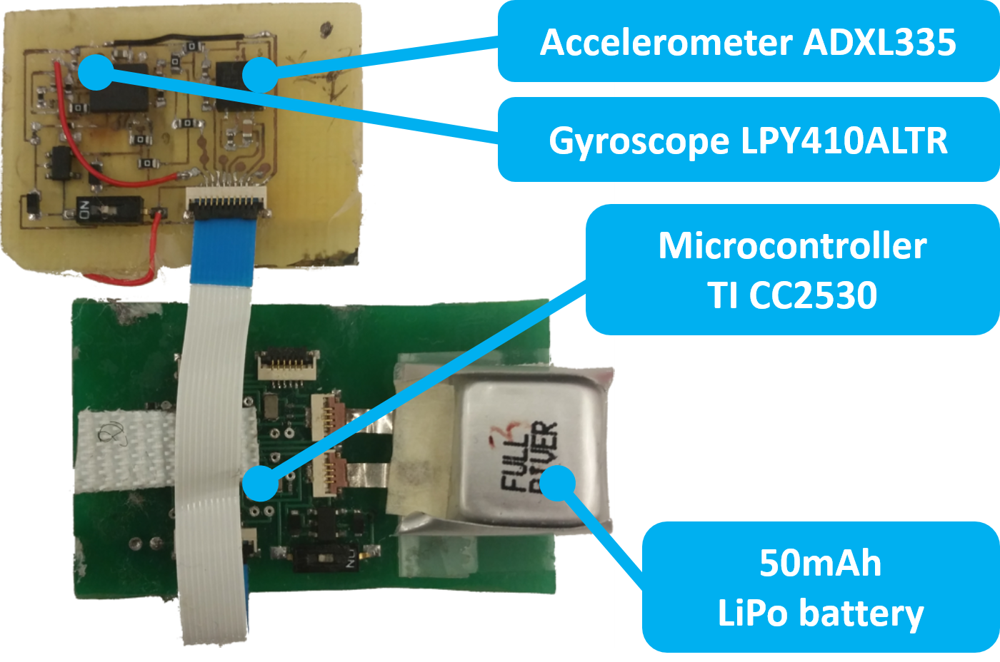 Accelerometer ADXL335
Gyroscope LPY410ALTR
Microcontroller
TI CC2530
50mAh
LiPo battery
ON
FULL
RIVER
ON